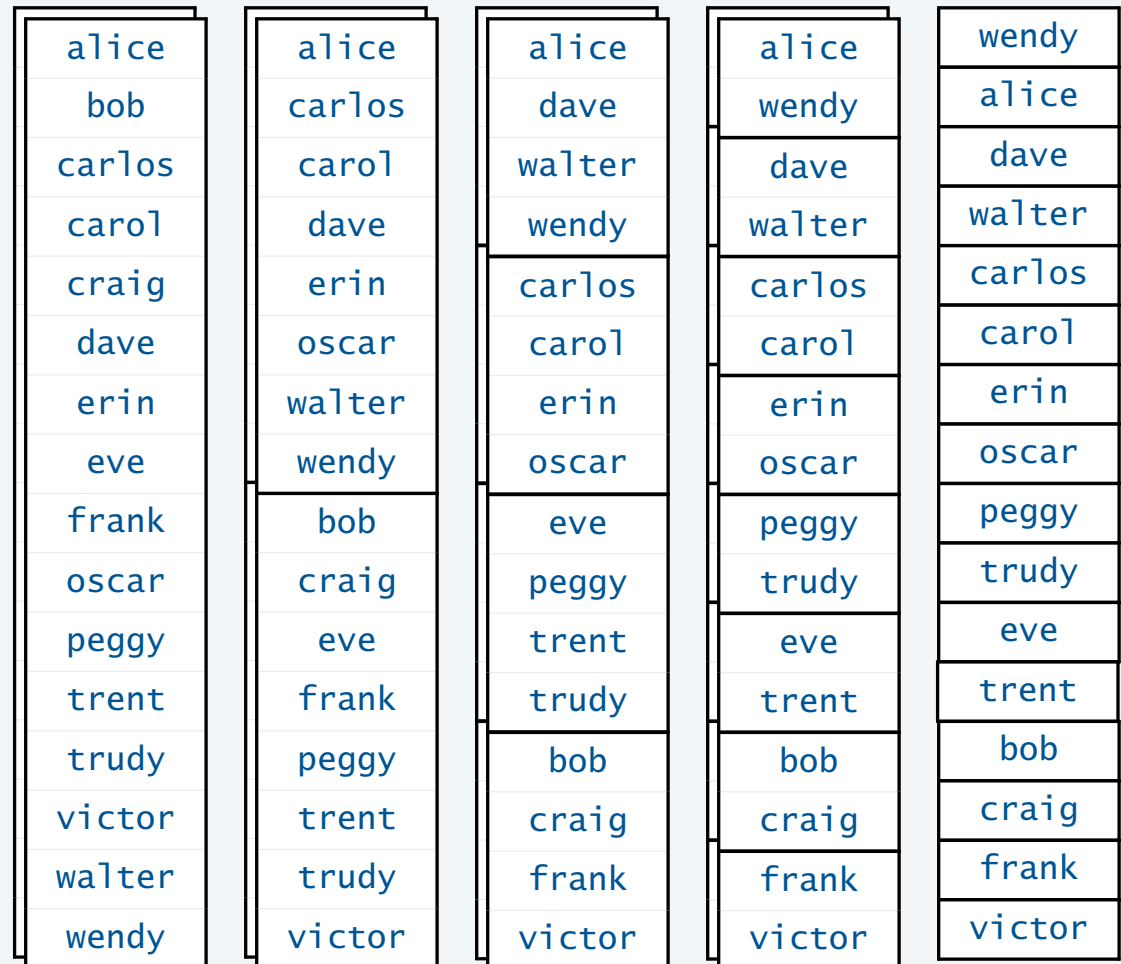 alice
bob
carlos
carol
craig
dave
erin
eve
frank
oscar
peggy
trent
trudy
victor
walter
wendy
alice
carlos
carol
dave
erin
oscar
walter
wendy
bob
craig
eve
frank
peggy
trent
trudy
victor
alice
dave
walter
wendy
carlos
carol
erin
oscar
eve
peggy
trent
trudy
bob
craig
frank
victor
alice
wendy
dave
walter
carlos
carol
erin
oscar
peggy
trudy
eve
trent
bob
craig
frank
victor
wendy
alice
dave
walter
carlos
carol
erin
oscar
peggy
trudy
eve
trent
bob
craig
frank
victor